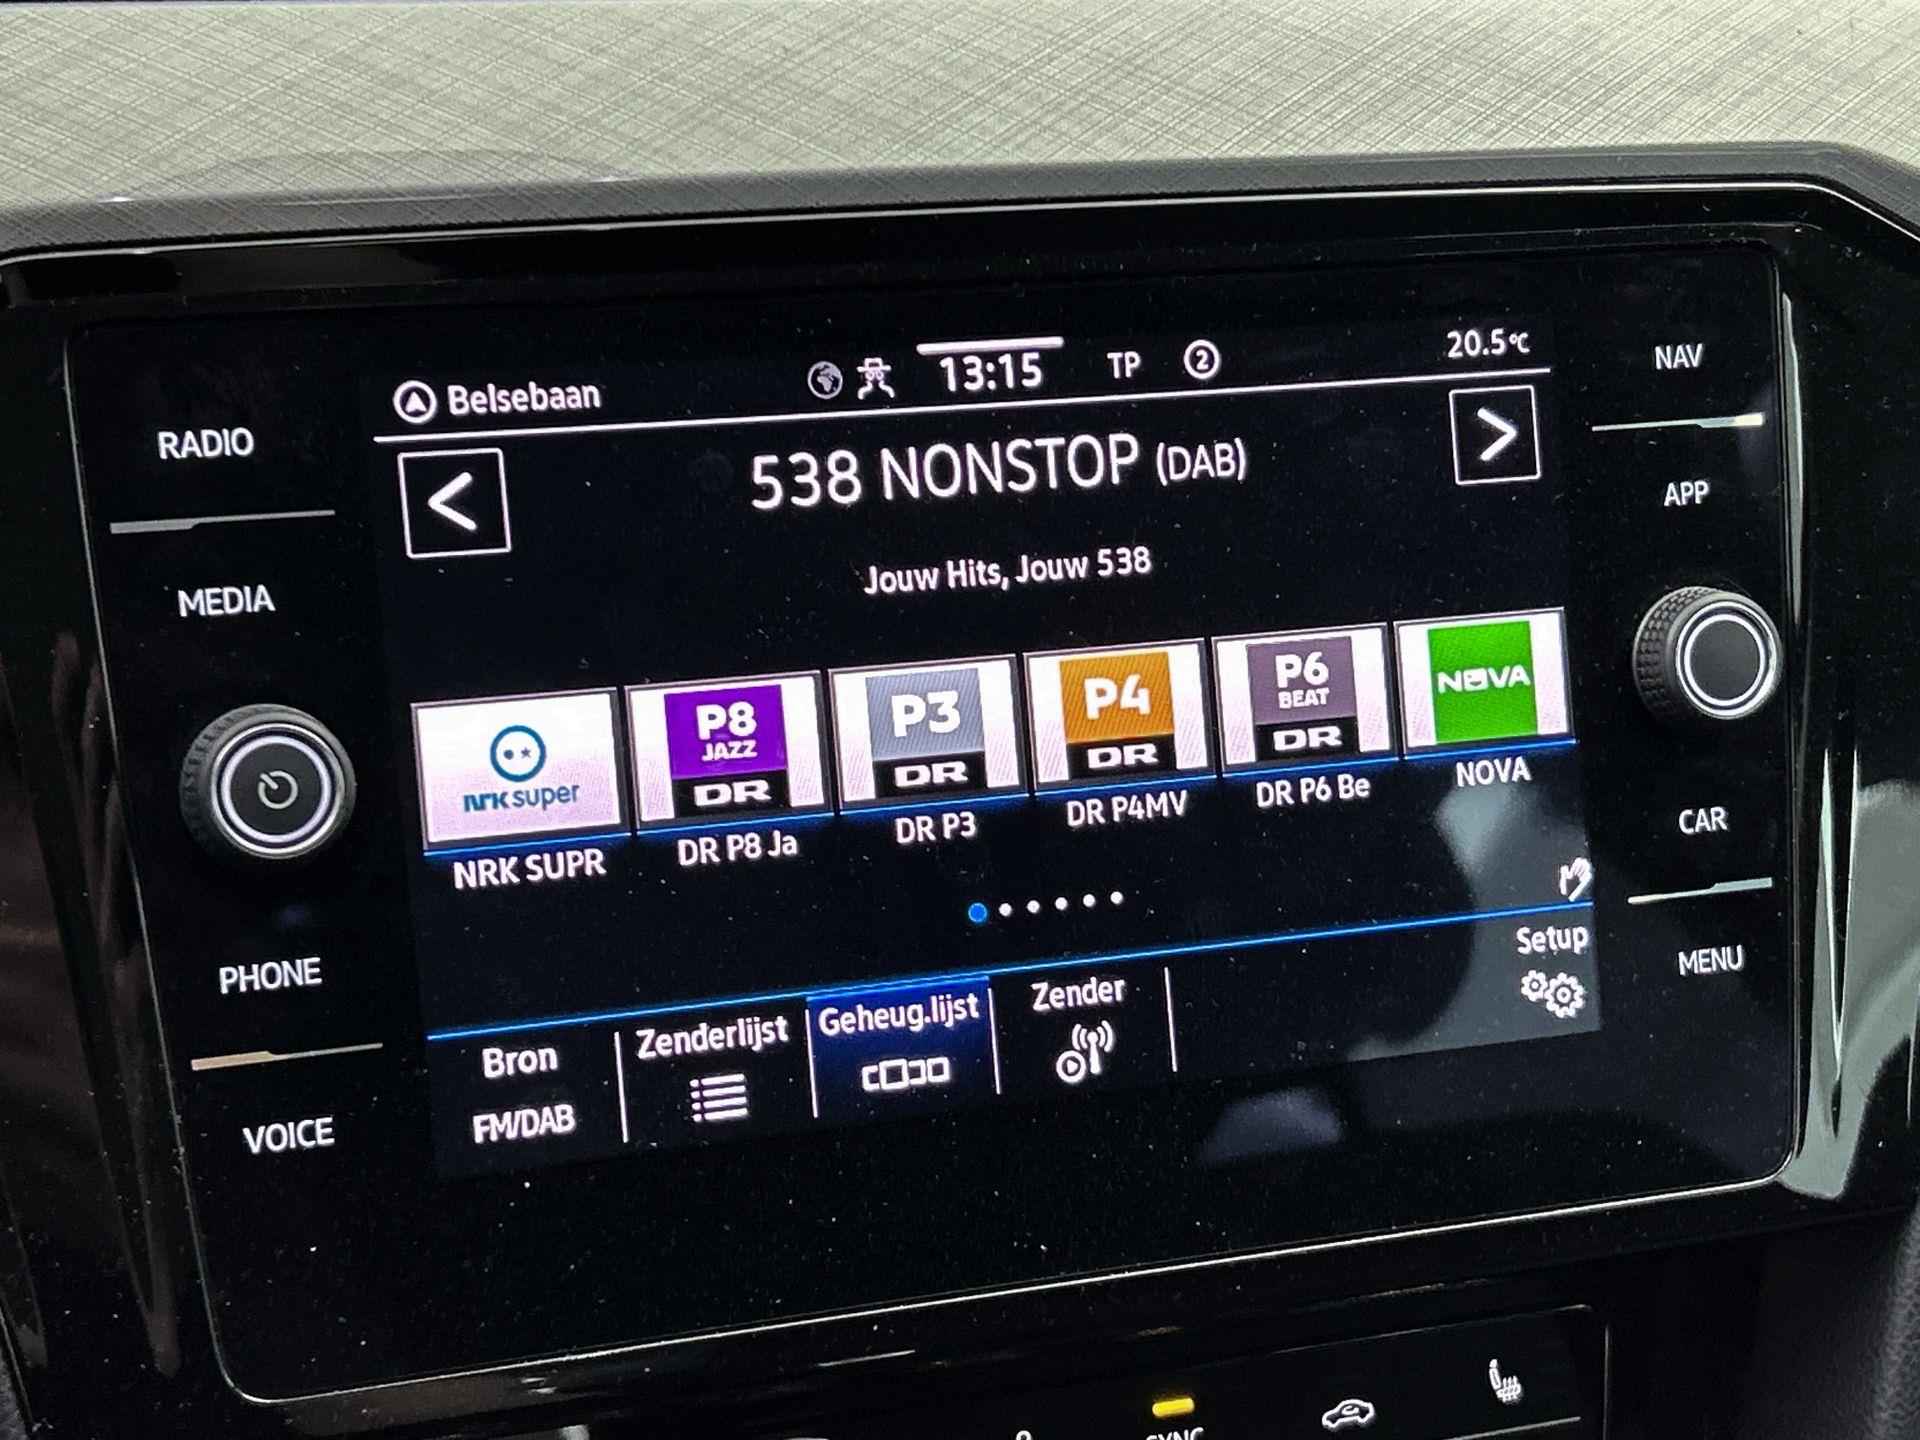 Belsebaan
13:15
TP
2
20.5°C
RADIO
NAV
< 538 NONSTOP (DAB) >
APP
Jouw Hits, Jouw 538
MEDIA
NRK super
P8 JAZZ DR
P3 DR
P4 DR
P6 BEAT DR
NOVA
NRK SUPR
DR P8 Ja
DR P3
DR P4MV
DR P6 Be
NOVA
CAR
PHONE
MENU
Bron
FM/DAB
Zenderlijst
Geheug.lijst
Zender
Setup
VOICE
SYNC